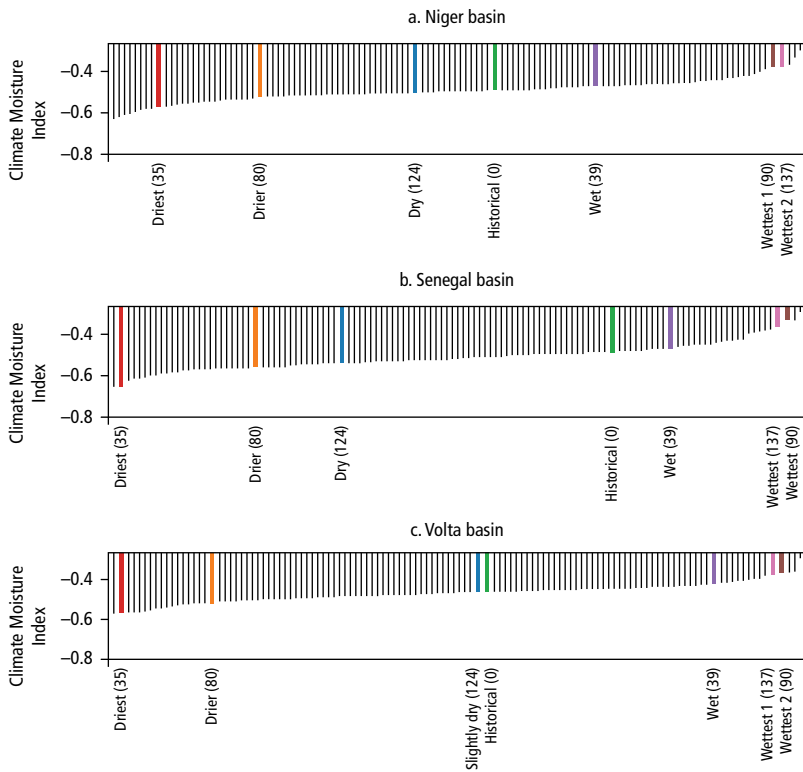 a. Niger basin
Climate Moisture
Index
−0.4
−0.6
−0.8
Driest (35)
Drier (80)
Dry (124)
Historical (0)
Wet (39)
Wettest 1 (90)
Wettest 2 (137)
b. Senegal basin
Climate Moisture
Index
−0.4
−0.6
−0.8
Driest (35)
Drier (80)
Dry (124)
Historical (0)
Wet (39)
Wettest (137)
Wettest (90)
c. Volta basin
Climate Moisture
Index
−0.4
−0.6
−0.8
Driest (35)
Drier (80)
Slightly dry (124)
Historical (0)
Wet (39)
Wettest 1 (137)
Wettest 2 (90)